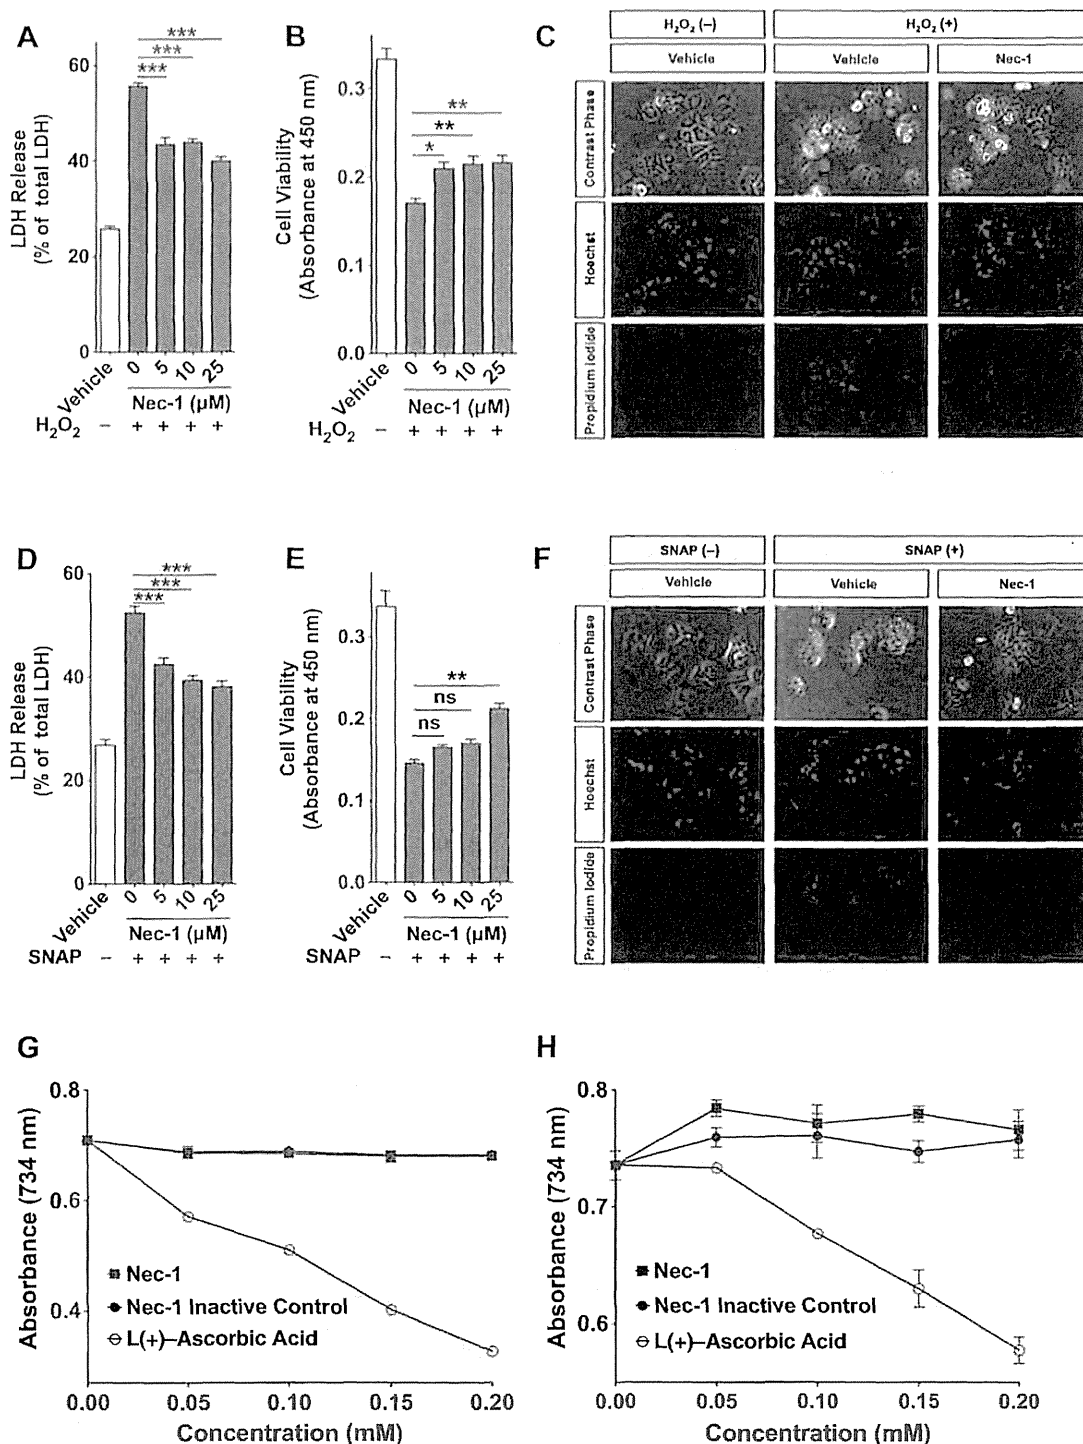 A
60
40
20
0
LDH Release
(% of total LDH)
***
***
***
Vehicle
0
5
10
25
Nec-1 (µM)
H₂O₂ − + + + +
B
0.3
0.2
0.1
0.0
Cell Viability
(Absorbance at 450 nm)
**
**
*
Vehicle
0
5
10
25
Nec-1 (µM)
H₂O₂ − + + + +
C
H₂O₂ (−)
H₂O₂ (+)
Vehicle
Vehicle
Nec-1
Contrast Phase
Hoechst
Propidium Iodide
D
60
40
20
0
LDH Release
(% of total LDH)
***
***
***
Vehicle
0
5
10
25
Nec-1 (µM)
SNAP − + + + +
E
0.3
0.2
0.1
0.0
Cell Viability
(Absorbance at 450 nm)
**
ns
ns
Vehicle
0
5
10
25
Nec-1 (µM)
SNAP − + + + +
F
SNAP (−)
SNAP (+)
Vehicle
Vehicle
Nec-1
Contrast Phase
Hoechst
Propidium Iodide
G
0.8
0.6
0.4
Absorbance (734 nm)
Nec-1
Nec-1 Inactive Control
L(+)–Ascorbic Acid
0.00 0.05 0.10 0.15 0.20
Concentration (mM)
H
0.8
0.7
0.6
Absorbance (734 nm)
Nec-1
Nec-1 Inactive Control
L(+)–Ascorbic Acid
0.00 0.05 0.10 0.15 0.20
Concentration (mM)